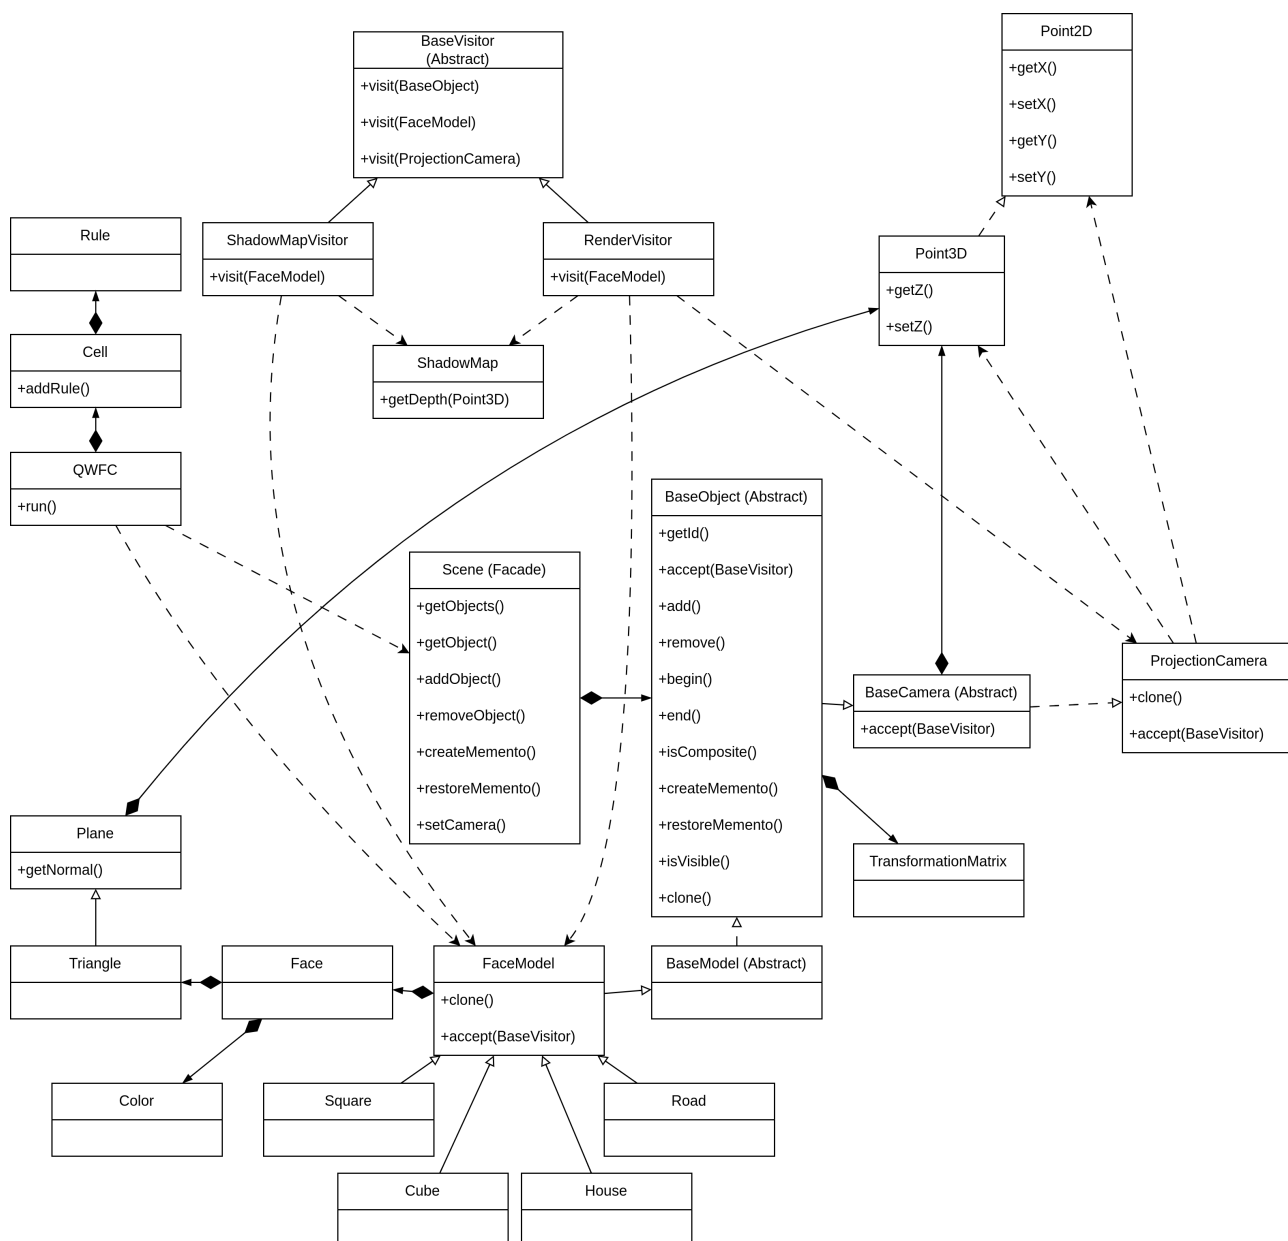 BaseVisitor
(Abstract)
+visit(BaseObject)
+visit(FaceModel)
+visit(ProjectionCamera)
Point2D
+getX()
+setX()
+getY()
+setY()
Rule
ShadowMapVisitor
+visit(FaceModel)
RenderVisitor
+visit(FaceModel)
Point3D
+getZ()
+setZ()
Cell
+addRule()
ShadowMap
+getDepth(Point3D)
QWFC
+run()
Scene (Facade)
+getObjects()
+getObject()
+addObject()
+removeObject()
+createMemento()
+restoreMemento()
+setCamera()
BaseObject (Abstract)
+getId()
+accept(BaseVisitor)
+add()
+remove()
+begin()
+end()
+isComposite()
+createMemento()
+restoreMemento()
+isVisible()
+clone()
BaseCamera (Abstract)
+accept(BaseVisitor)
ProjectionCamera
+clone()
+accept(BaseVisitor)
Plane
+getNormal()
TransformationMatrix
Triangle
Face
FaceModel
+clone()
+accept(BaseVisitor)
BaseModel (Abstract)
Color
Square
Road
Cube
House